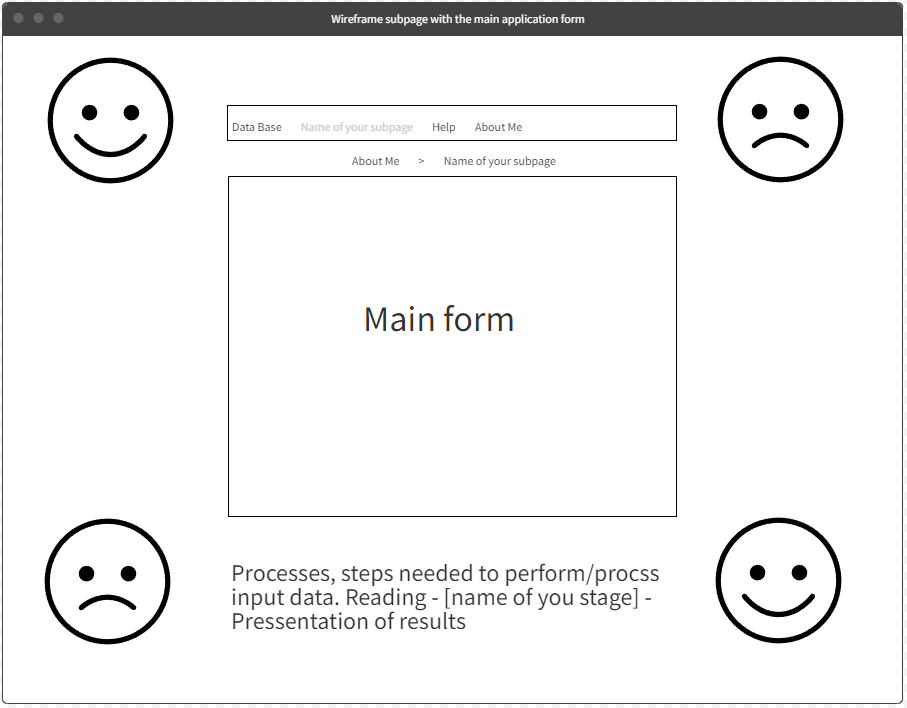 Wireframe subpage with the main application form
Data Base Name of your subpage Help About Me
About Me > Name of your subpage
Main form
Processes, steps needed to perform/procss
input data. Reading - [name of you stage] -
Pressentation of results